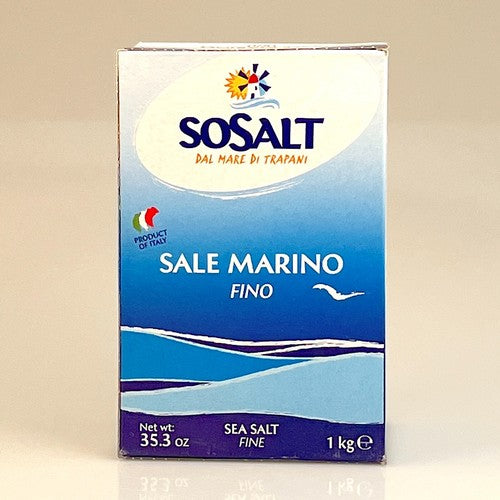 SOSALT
DAL MARE DI TRAPANI
PRODUCT
OF ITALY
SALE MARINO
FINO
Net wt:
35.3 oz
SEA SALT
FINE
1 kg ℮